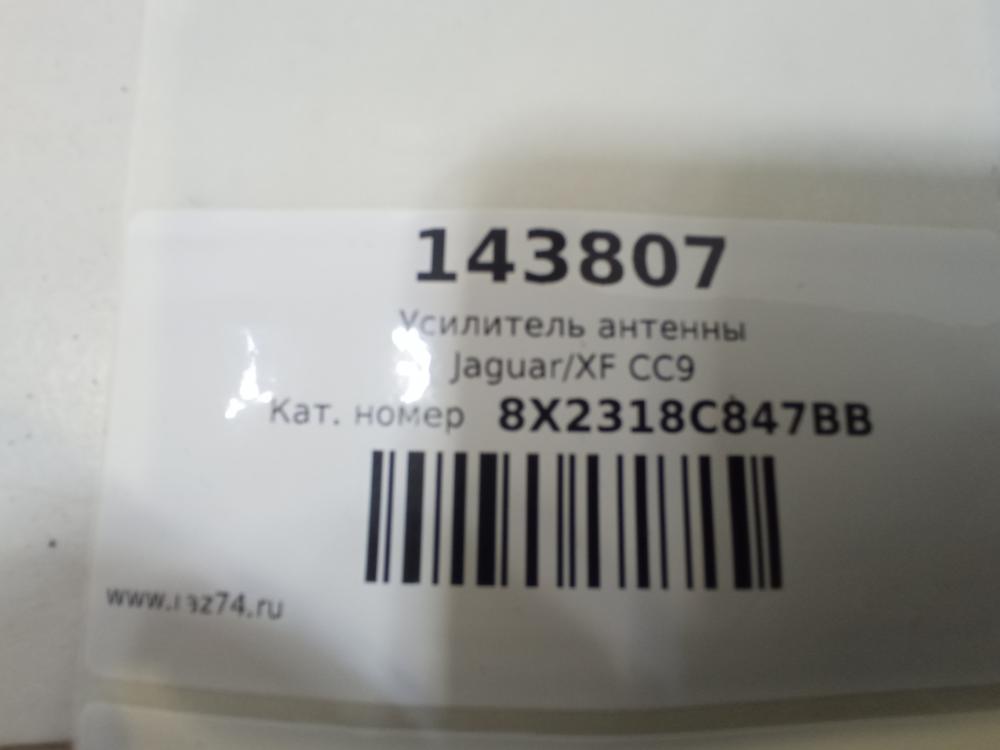 143807
Усилитель антенны
Jaguar/XF CC9
Кат. номер 8X2318C847BB